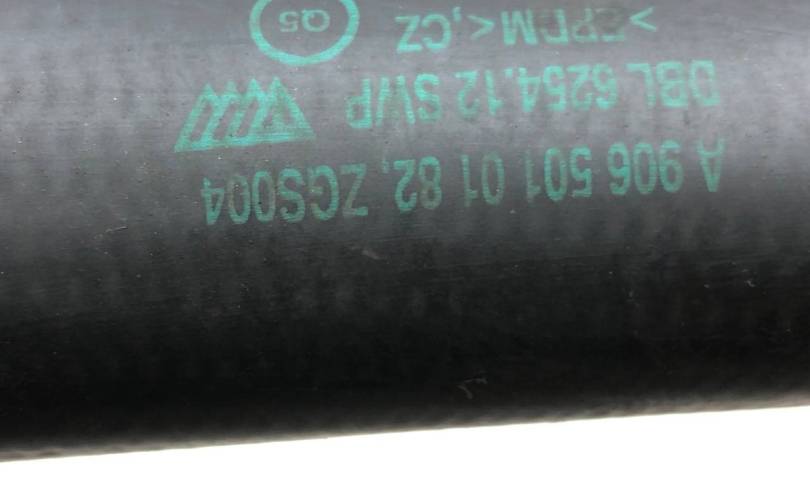 A 906 501 01 82, ZGS004
DBL 6254.12 SWP
>EPDM<,CZ Q5